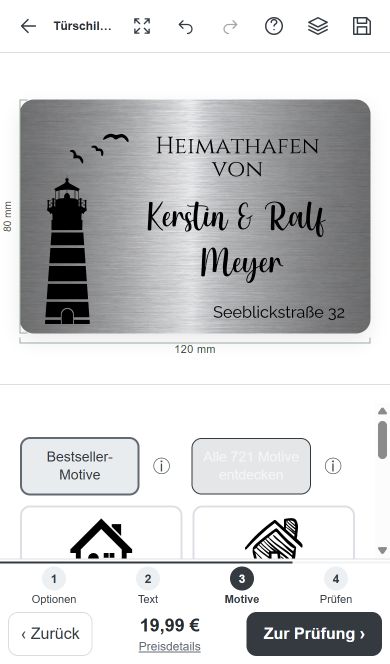 Türschil...
80 mm
HEIMATHAFEN
VON
Kerstin & Ralf
Meyer
Seeblickstraße 32
120 mm
Bestseller-
Motive
Alle 721 Motive
entdecken
1
2
3
4
Optionen
Text
Motive
Prüfen
‹ Zurück
19,99 €
Preisdetails
Zur Prüfung ›